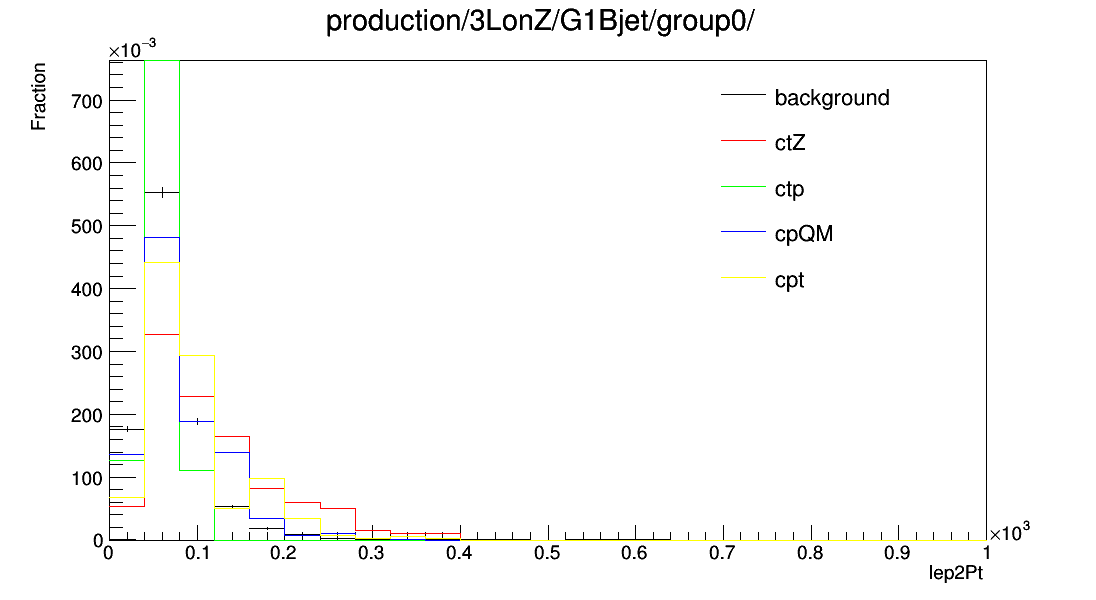 production/3LonZ/G1Bjet/group0/
×10⁻³
Fraction
700
600
500
400
300
200
100
0
background
ctZ
ctp
cpQM
cpt
0 0.1 0.2 0.3 0.4 0.5 0.6 0.7 0.8 0.9 1
×10³
lep2Pt